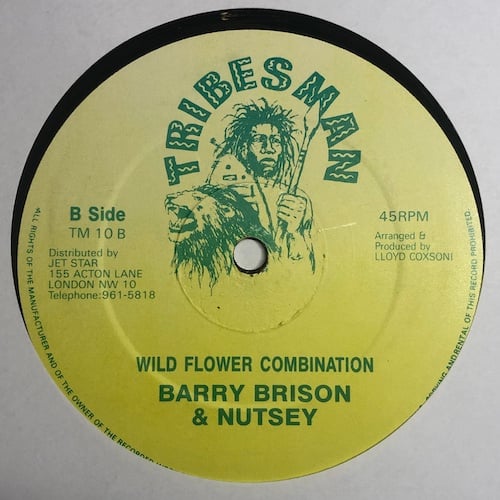 TRIBESMAN
B Side
TM 10 B
Distributed by
JET STAR
155 ACTON LANE
LONDON NW 10
Telephone:961-5818
45RPM
Arranged &
Produced by
LLOYD COXSONI
WILD FLOWER COMBINATION
BARRY BRISON
& NUTSEY
ALL RIGHTS OF THE MANUFACTURER AND OF THE OWNER OF THE RECORDED
AND RENTAL OF THIS RECORD PROHIBITED